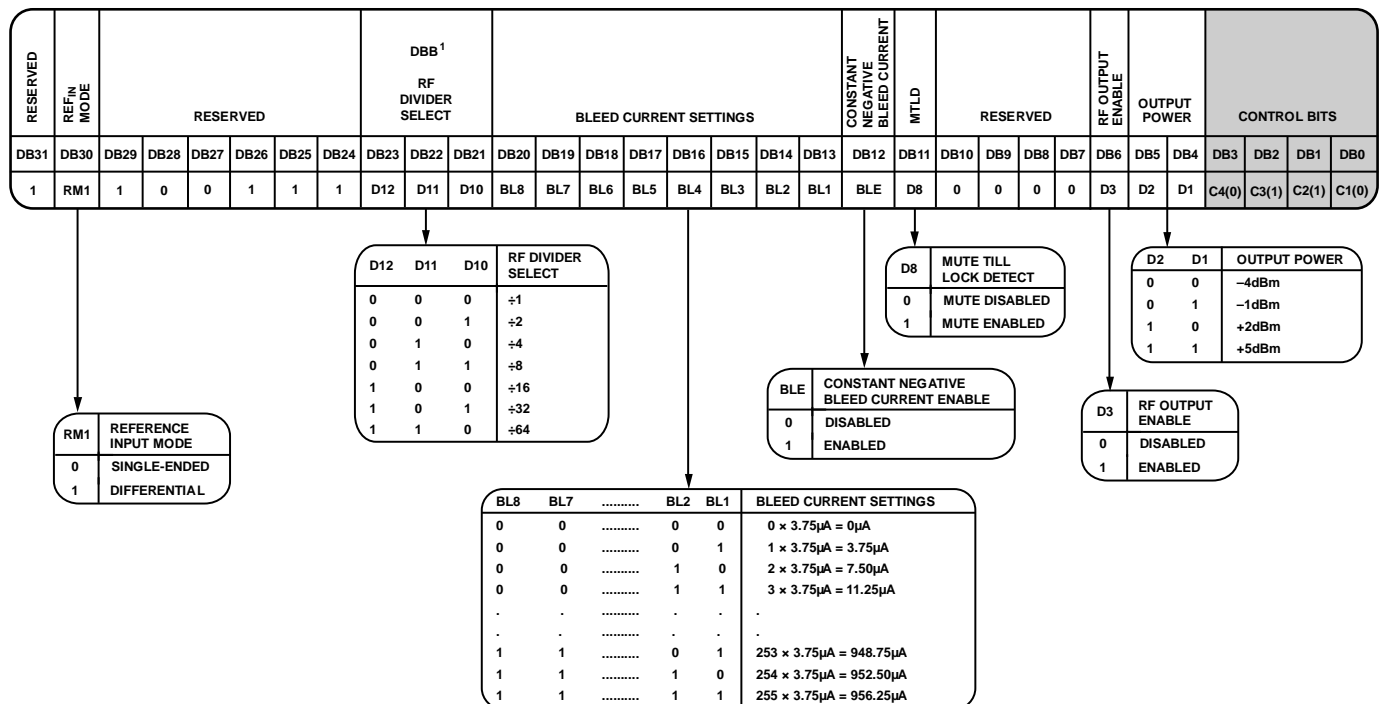 RESERVED
REFIN
MODE
RESERVED
DBB1
RF
DIVIDER
SELECT
BLEED CURRENT SETTINGS
CONSTANT
NEGATIVE
BLEED CURRENT
MTLD
RESERVED
RF OUTPUT
ENABLE
OUTPUT
POWER
CONTROL BITS
DB31 DB30 DB29 DB28 DB27 DB26 DB25 DB24 DB23 DB22 DB21 DB20 DB19 DB18 DB17 DB16 DB15 DB14 DB13 DB12 DB11 DB10 DB9 DB8 DB7 DB6 DB5 DB4 DB3 DB2 DB1 DB0
1 RM1 1 0 0 1 1 1 D12 D11 D10 BL8 BL7 BL6 BL5 BL4 BL3 BL2 BL1 BLE D8 0 0 0 0 D3 D2 D1 C4(0) C3(1) C2(1) C1(0)
D12 D11 D10 RF DIVIDER
SELECT
0 0 0 ÷1
0 0 1 ÷2
0 1 0 ÷4
0 1 1 ÷8
1 0 0 ÷16
1 0 1 ÷32
1 1 0 ÷64
D8 MUTE TILL
LOCK DETECT
0 MUTE DISABLED
1 MUTE ENABLED
D2 D1 OUTPUT POWER
0 0 –4dBm
0 1 –1dBm
1 0 +2dBm
1 1 +5dBm
BLE CONSTANT NEGATIVE
BLEED CURRENT ENABLE
0 DISABLED
1 ENABLED
D3 RF OUTPUT
ENABLE
0 DISABLED
1 ENABLED
RM1 REFERENCE
INPUT MODE
0 SINGLE-ENDED
1 DIFFERENTIAL
BL8 BL7 .......... BL2 BL1 BLEED CURRENT SETTINGS
0 0 .......... 0 0 0 × 3.75µA = 0µA
0 0 .......... 0 1 1 × 3.75µA = 3.75µA
0 0 .......... 1 0 2 × 3.75µA = 7.50µA
0 0 .......... 1 1 3 × 3.75µA = 11.25µA
. . .......... . . .
. . .......... . . .
1 1 .......... 0 1 253 × 3.75µA = 948.75µA
1 1 .......... 1 0 254 × 3.75µA = 952.50µA
1 1 .......... 1 1 255 × 3.75µA = 956.25µA